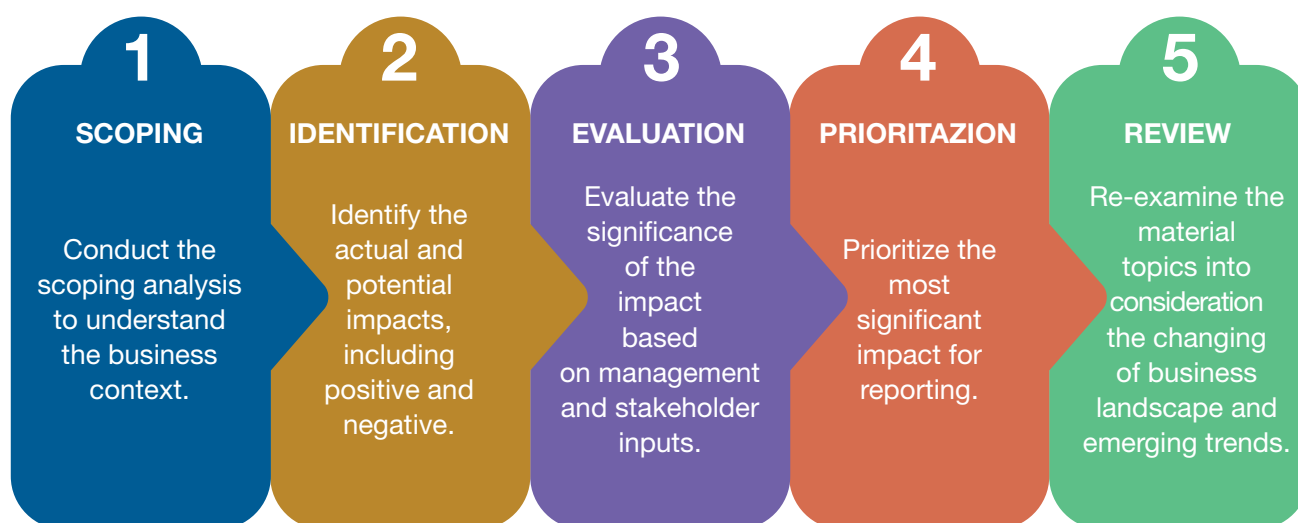 1
SCOPING
Conduct the
scoping analysis
to understand
the business
context.
2
IDENTIFICATION
Identify the
actual and
potential
impacts,
including
positive and
negative.
3
EVALUATION
Evaluate the
significance
of the
impact
based
on management
and stakeholder
inputs.
4
PRIORITAZION
Prioritize the
most
significant
impact for
reporting.
5
REVIEW
Re-examine the
material
topics into
consideration
the changing
of business
landscape and
emerging trends.